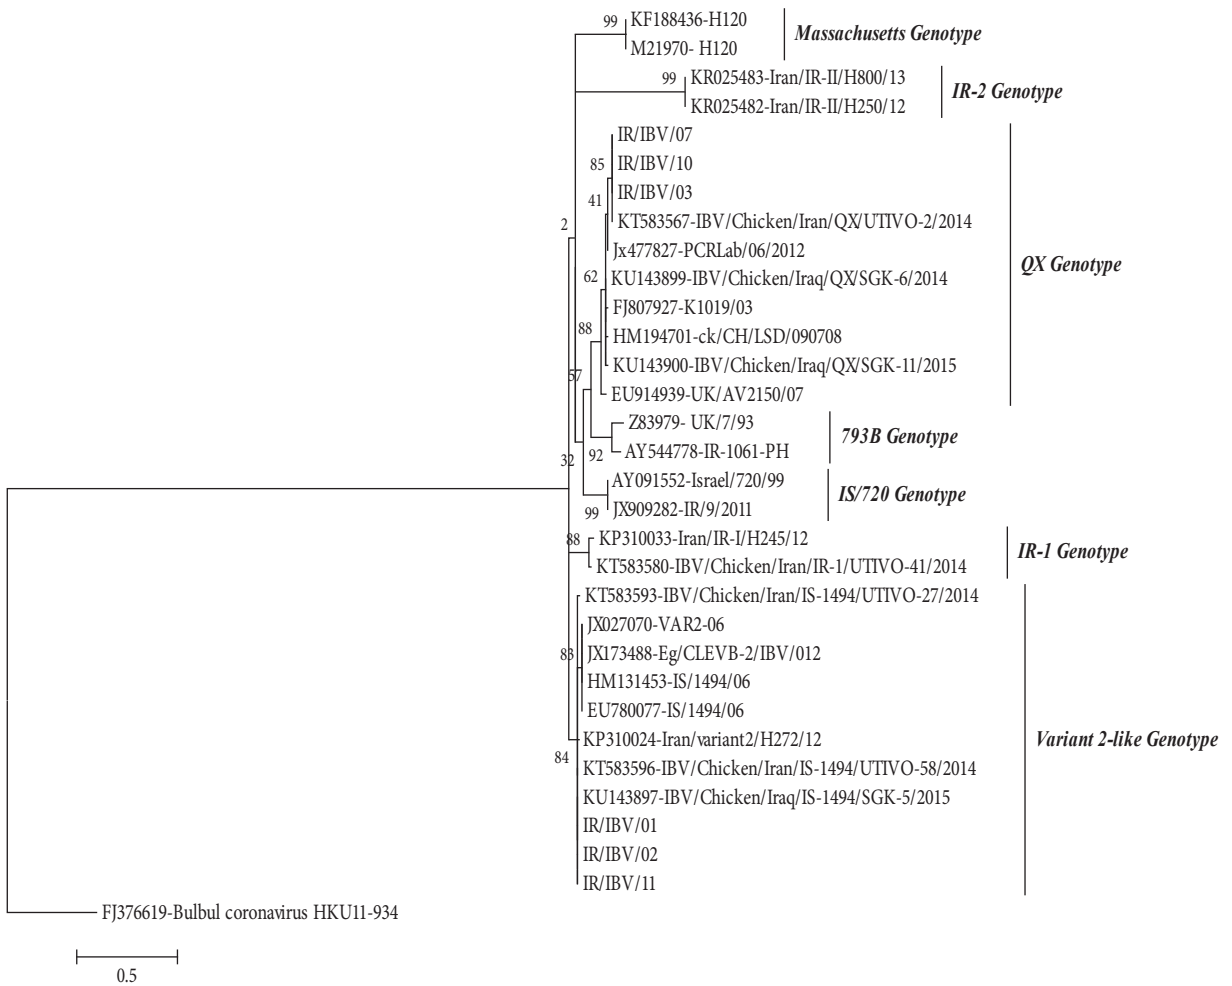 99
KF188436-H120
M21970- H120
Massachusetts Genotype
99
KR025483-Iran/IR-II/H800/13
KR025482-Iran/IR-II/H250/12
IR-2 Genotype
IR/IBV/07
85
IR/IBV/10
IR/IBV/03
41
KT583567-IBV/Chicken/Iran/QX/UTIVO-2/2014
2
Jx477827-PCRLab/06/2012
QX Genotype
62
KU143899-IBV/Chicken/Iraq/QX/SGK-6/2014
FJ807927-K1019/03
88
HM194701-ck/CH/LSD/090708
KU143900-IBV/Chicken/Iraq/QX/SGK-11/2015
57
EU914939-UK/AV2150/07
Z83979- UK/7/93
793B Genotype
AY544778-IR-1061-PH
92
32
AY091552-Israel/720/99
IS/720 Genotype
JX909282-IR/9/2011
99
88
KP310033-Iran/IR-I/H245/12
IR-1 Genotype
KT583580-IBV/Chicken/Iran/IR-1/UTIVO-41/2014
KT583593-IBV/Chicken/Iran/IS-1494/UTIVO-27/2014
JX027070-VAR2-06
83
JX173488-Eg/CLEVB-2/IBV/012
HM131453-IS/1494/06
EU780077-IS/1494/06
KP310024-Iran/variant2/H272/12
Variant 2-like Genotype
84
KT583596-IBV/Chicken/Iran/IS-1494/UTIVO-58/2014
KU143897-IBV/Chicken/Iraq/IS-1494/SGK-5/2015
IR/IBV/01
IR/IBV/02
IR/IBV/11
FJ376619-Bulbul coronavirus HKU11-934
0.5